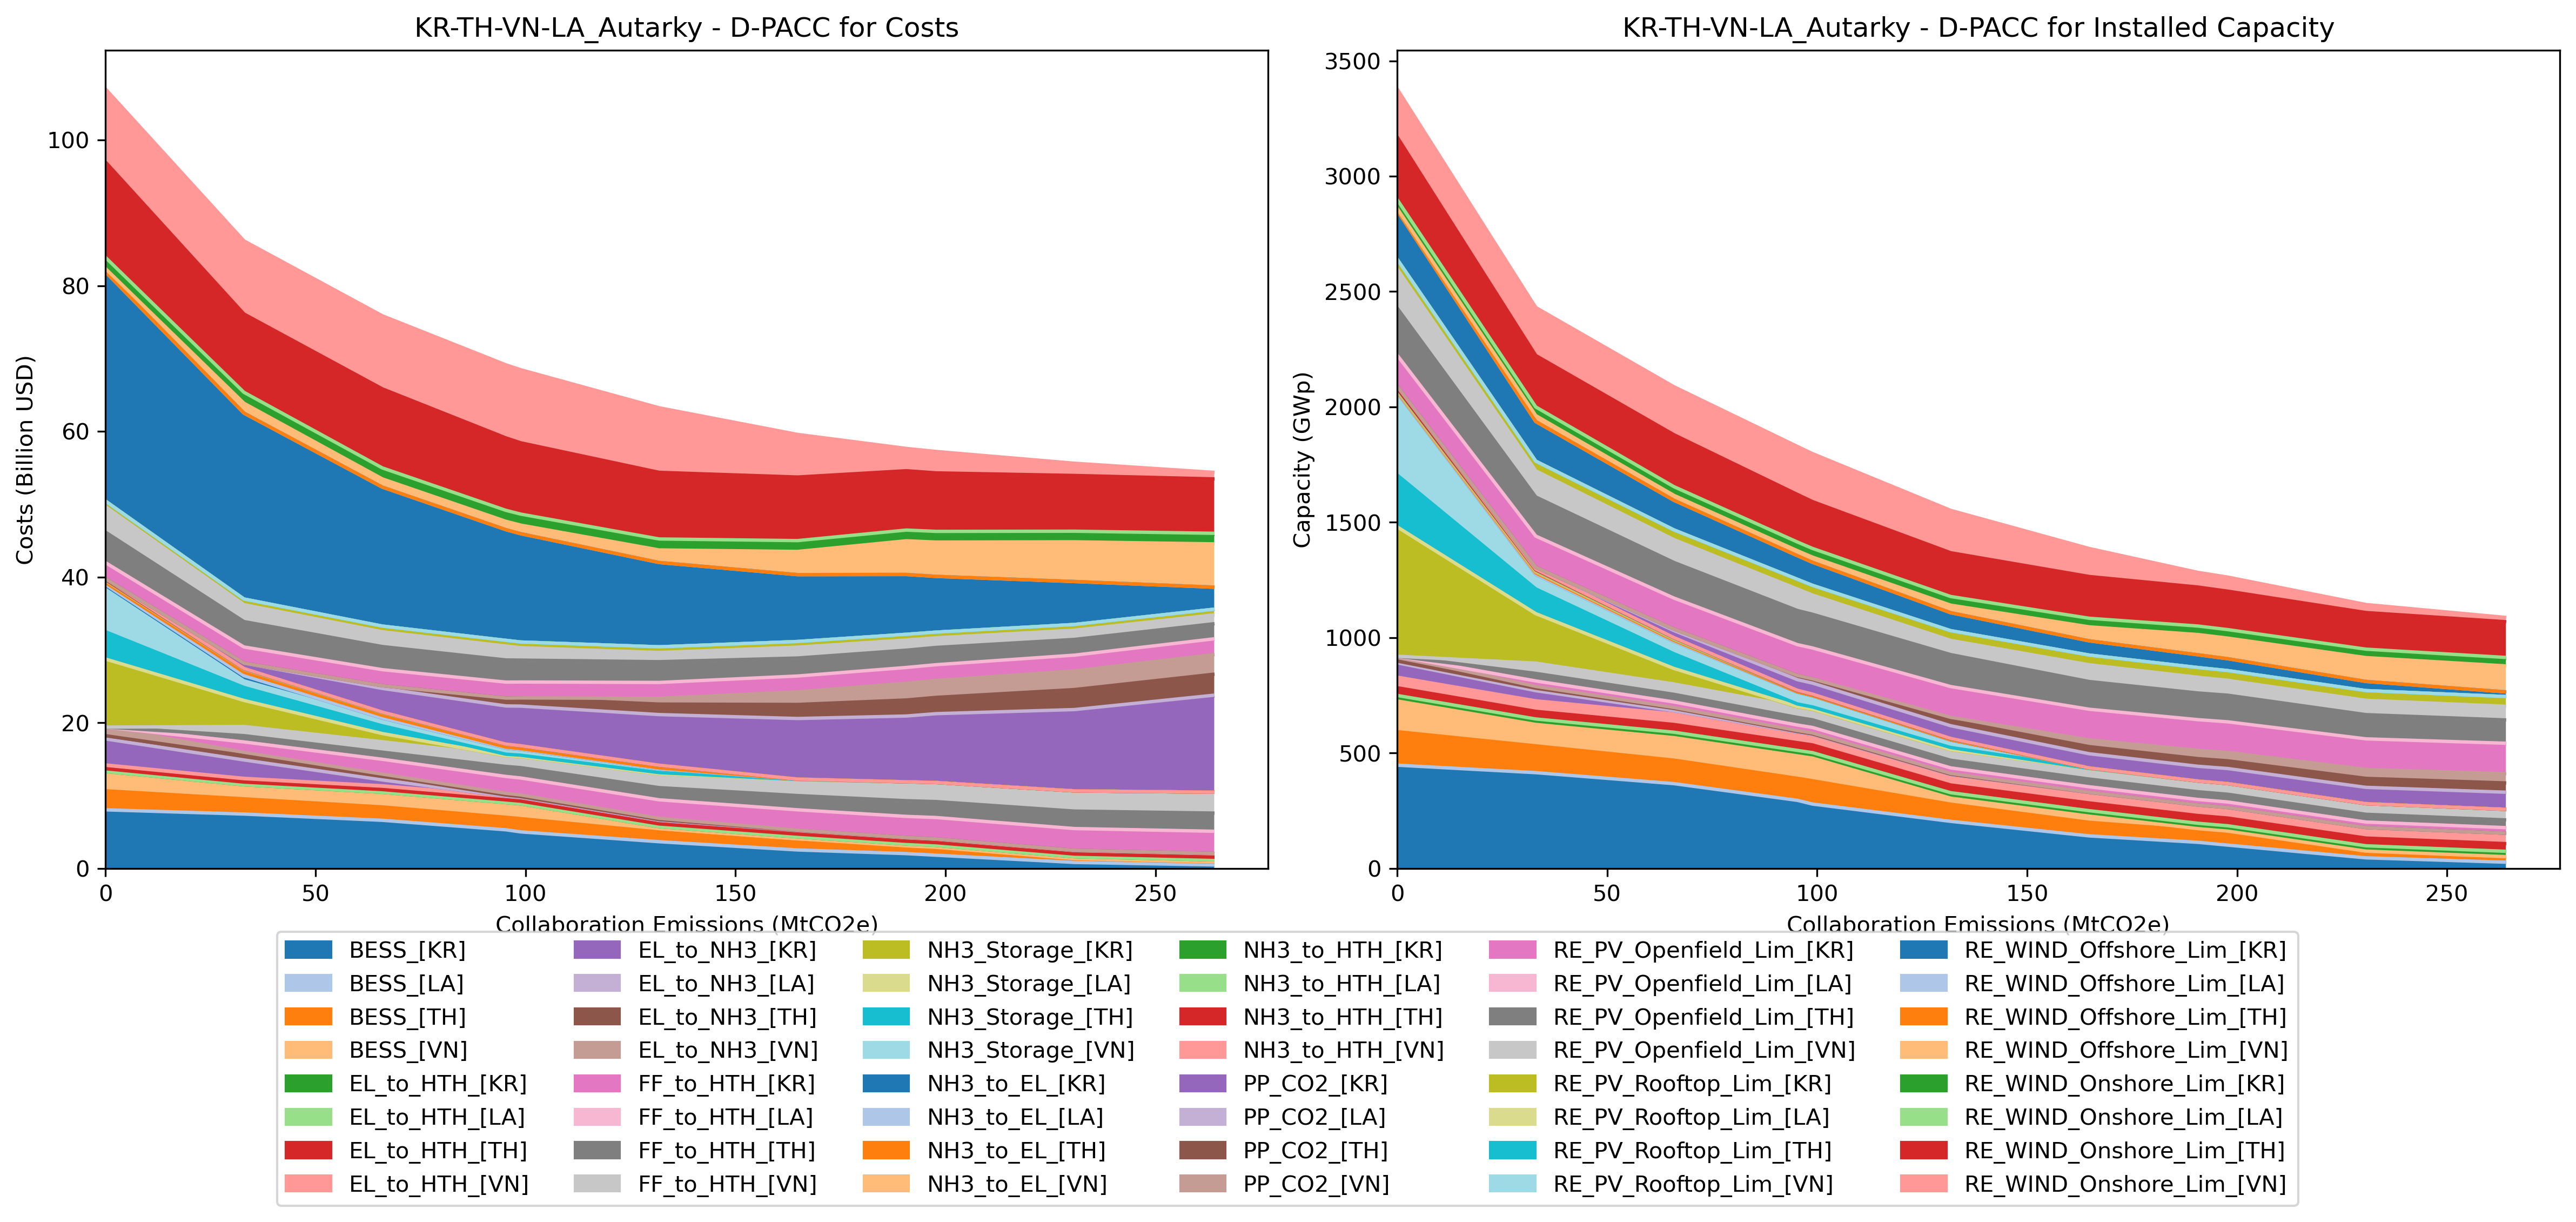 KR-TH-VN-LA_Autarky - D-PACC for Costs
Costs (Billion USD)
100
80
60
40
20
0
0 50 100 150 200 250
Collaboration Emissions (MtCO2e)
KR-TH-VN-LA_Autarky - D-PACC for Installed Capacity
Capacity (GWp)
3500
3000
2500
2000
1500
1000
500
0
0 50 100 150 200 250
Collaboration Emissions (MtCO2e)
BESS_[KR]
BESS_[LA]
BESS_[TH]
BESS_[VN]
EL_to_HTH_[KR]
EL_to_HTH_[LA]
EL_to_HTH_[TH]
EL_to_HTH_[VN]
EL_to_NH3_[KR]
EL_to_NH3_[LA]
EL_to_NH3_[TH]
EL_to_NH3_[VN]
FF_to_HTH_[KR]
FF_to_HTH_[LA]
FF_to_HTH_[TH]
FF_to_HTH_[VN]
NH3_Storage_[KR]
NH3_Storage_[LA]
NH3_Storage_[TH]
NH3_Storage_[VN]
NH3_to_EL_[KR]
NH3_to_EL_[LA]
NH3_to_EL_[TH]
NH3_to_EL_[VN]
NH3_to_HTH_[KR]
NH3_to_HTH_[LA]
NH3_to_HTH_[TH]
NH3_to_HTH_[VN]
PP_CO2_[KR]
PP_CO2_[LA]
PP_CO2_[TH]
PP_CO2_[VN]
RE_PV_Openfield_Lim_[KR]
RE_PV_Openfield_Lim_[LA]
RE_PV_Openfield_Lim_[TH]
RE_PV_Openfield_Lim_[VN]
RE_PV_Rooftop_Lim_[KR]
RE_PV_Rooftop_Lim_[LA]
RE_PV_Rooftop_Lim_[TH]
RE_PV_Rooftop_Lim_[VN]
RE_WIND_Offshore_Lim_[KR]
RE_WIND_Offshore_Lim_[LA]
RE_WIND_Offshore_Lim_[TH]
RE_WIND_Offshore_Lim_[VN]
RE_WIND_Onshore_Lim_[KR]
RE_WIND_Onshore_Lim_[LA]
RE_WIND_Onshore_Lim_[TH]
RE_WIND_Onshore_Lim_[VN]